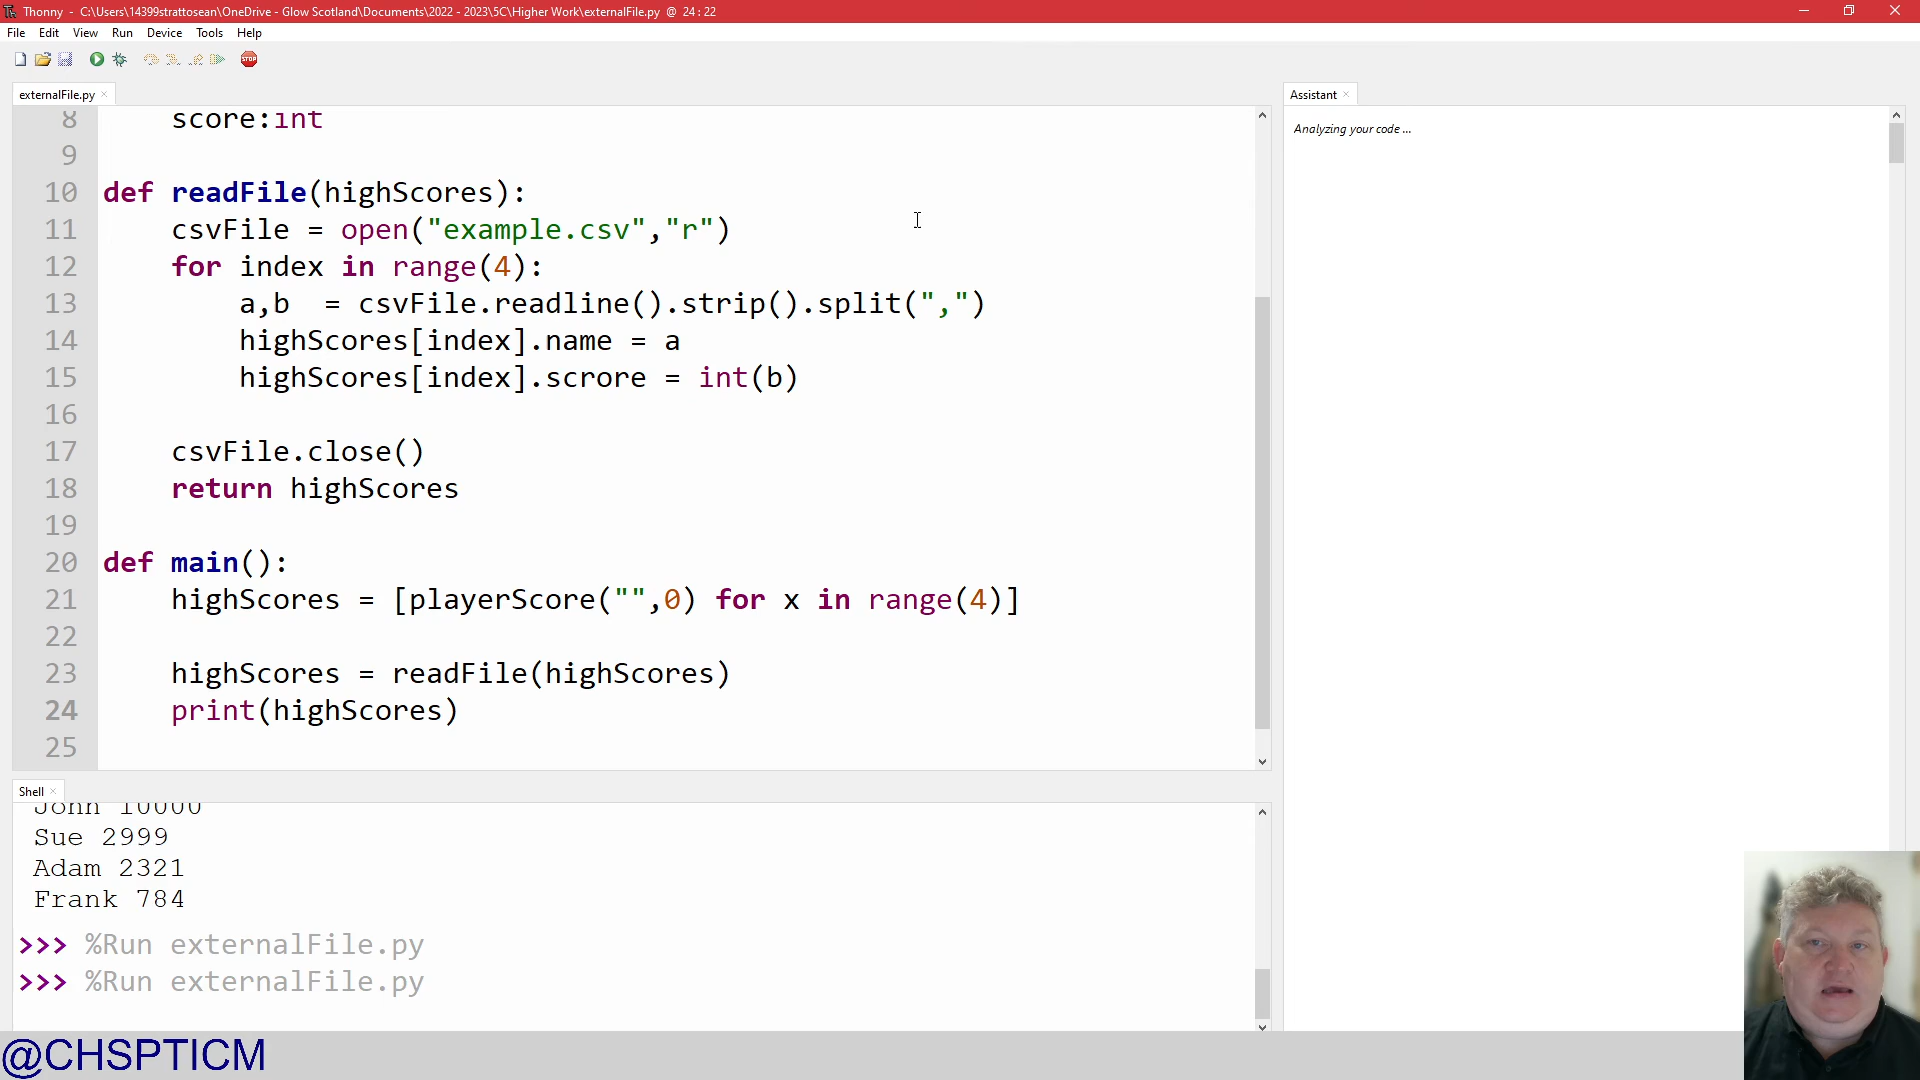 Thonny - C:\Users\14399strattosean\OneDrive - Glow Scotland\Documents\2022 - 2023\5C\Higher Work\externalFile.py @ 24 : 22
File Edit View Run Device Tools Help
STOP
externalFile.py
8 score:int
9
10 def readFile(highScores):
11 csvFile = open("example.csv","r")
12 for index in range(4):
13 a,b  = csvFile.readline().strip().split(",")
14 highScores[index].name = a
15 highScores[index].scrore = int(b)
16
17 csvFile.close()
18 return highScores
19
20 def main():
21 highScores = [playerScore("",0) for x in range(4)]
22
23 highScores = readFile(highScores)
24 print(highScores)
25
Assistant
Analyzing your code ...
Shell
John 10000
Sue 2999
Adam 2321
Frank 784
>>> %Run externalFile.py
>>> %Run externalFile.py
@CHSPTICM